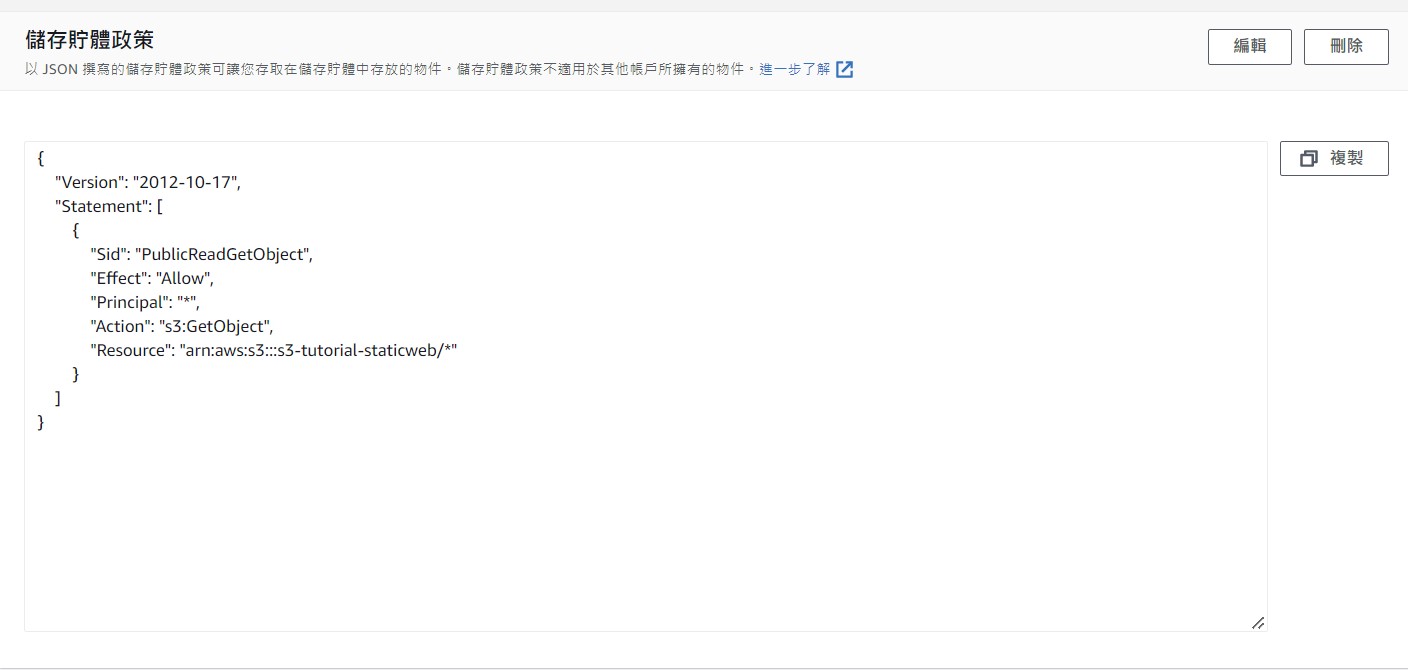 儲存貯體政策
編輯
刪除
以 JSON 撰寫的儲存貯體政策可讓您存取在儲存貯體中存放的物件。儲存貯體政策不適用於其他帳戶所擁有的物件。進一步了解
複製
{
"Version": "2012-10-17",
"Statement": [
{
"Sid": "PublicReadGetObject",
"Effect": "Allow",
"Principal": "*",
"Action": "s3:GetObject",
"Resource": "arn:aws:s3:::s3-tutorial-staticweb/*"
}
]
}